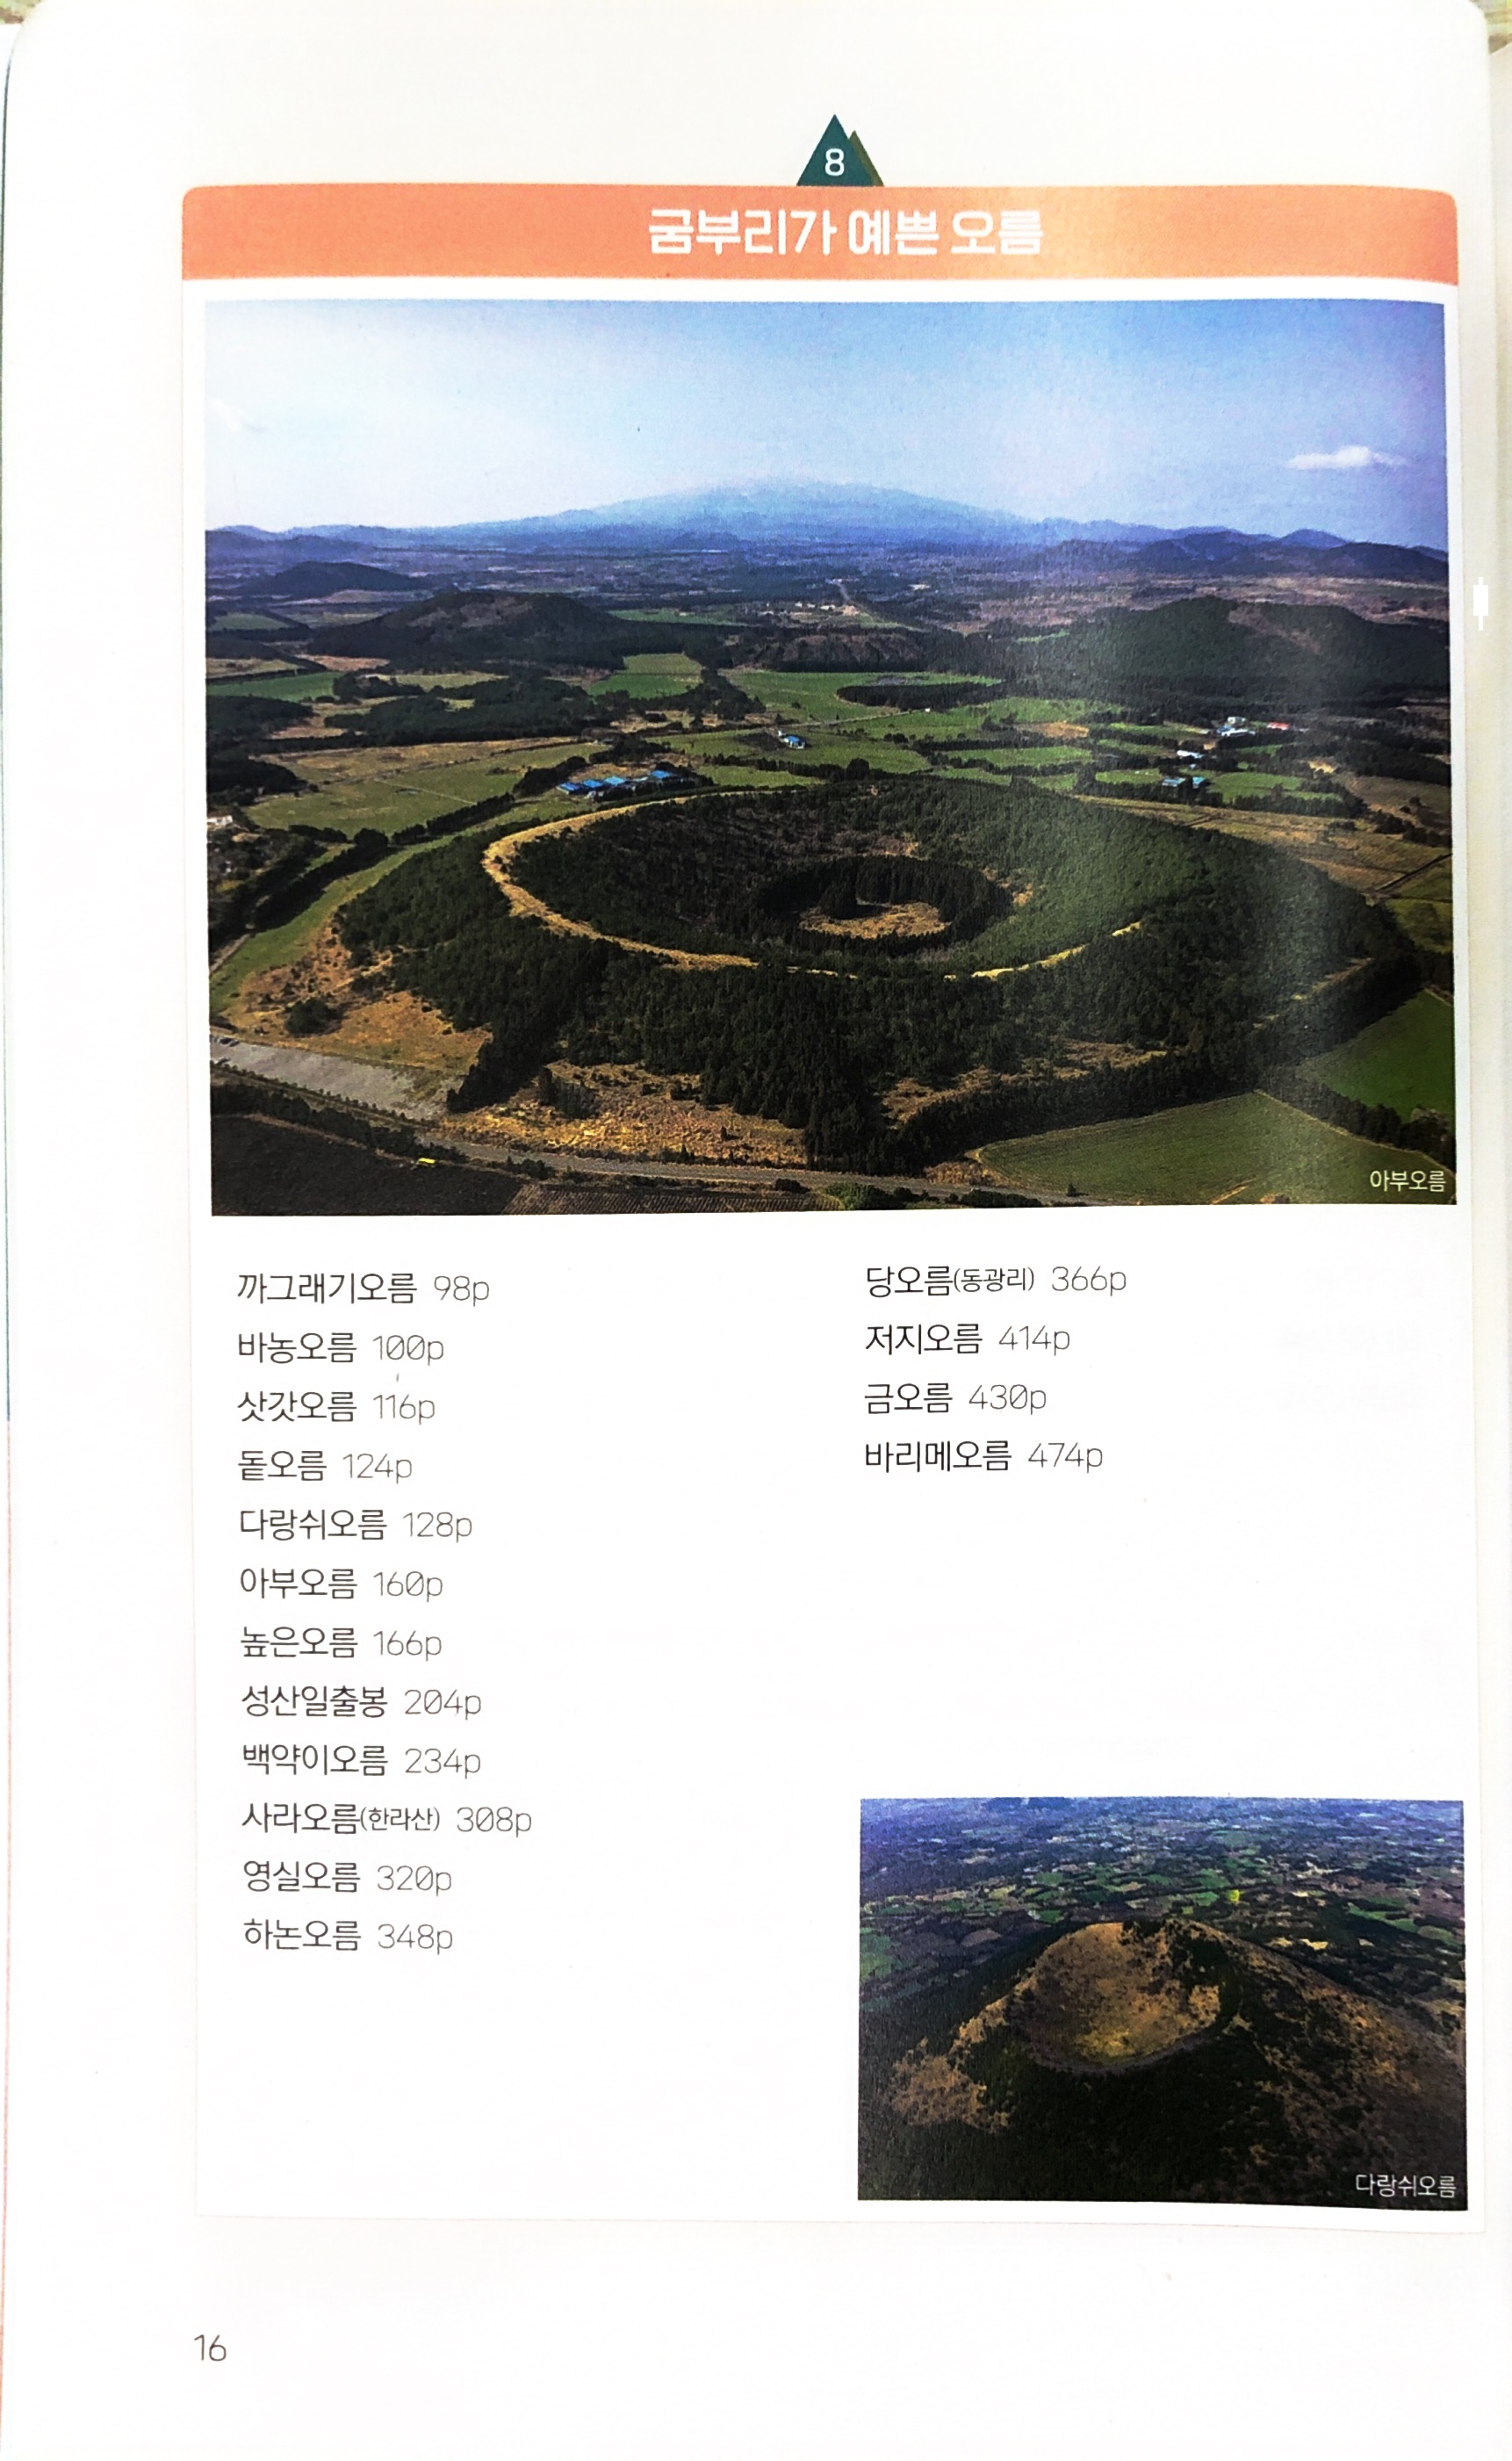 8
굼부리가 예쁜 오름
아부오름
까그래기오름 98p
바농오름 100p
삿갓오름 116p
돝오름 124p
다랑쉬오름 128p
아부오름 160p
높은오름 166p
성산일출봉 204p
백약이오름 234p
사라오름(한라산) 308p
영실오름 320p
하논오름 348p
당오름(동광리) 366p
저지오름 414p
금오름 430p
바리메오름 474p
다랑쉬오름
16